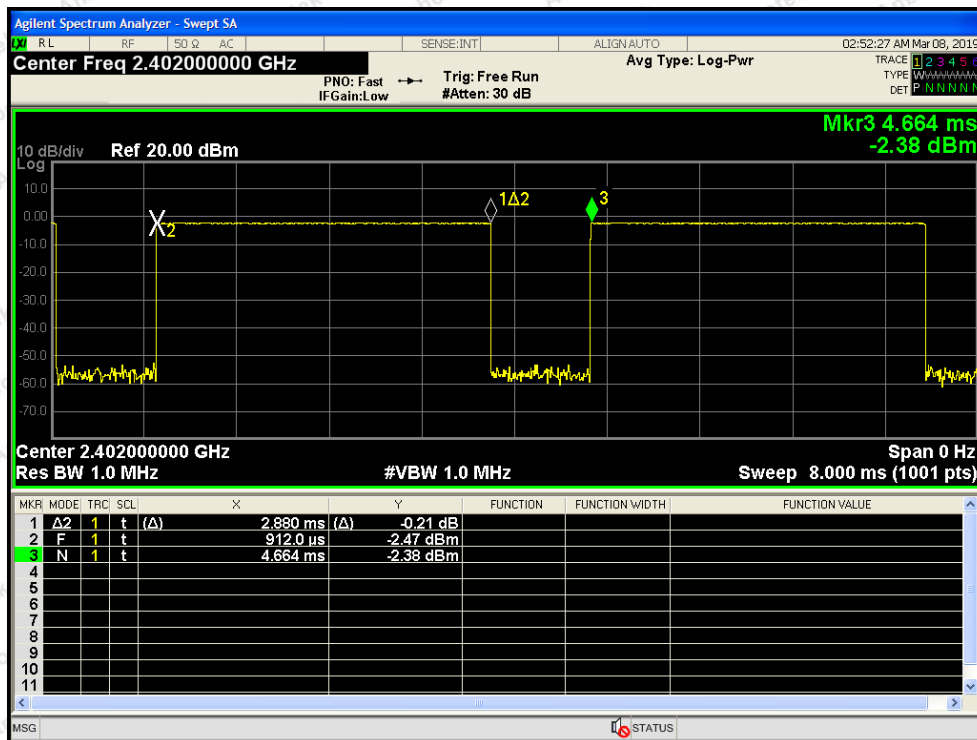 Agilent Spectrum Analyzer - Swept SA
LXI RL RF 50 Ω AC SENSE:INT ALIGNAUTO 02:52:27 AM Mar 08, 2019
Center Freq 2.402000000 GHz Avg Type: Log-Pwr TRACE 1 2 3 4 5 6
PNO: Fast Trig: Free Run TYPE
IFGain:Low #Atten: 30 dB DET P N N N N N
Mkr3 4.664 ms
10 dB/div Ref 20.00 dBm -2.38 dBm
Log
10.0
1Δ2 3
0.00
2
-10.0
-20.0
-30.0
-40.0
-50.0
-60.0
-70.0
Center 2.402000000 GHz Span 0 Hz
Res BW 1.0 MHz #VBW 1.0 MHz Sweep 8.000 ms (1001 pts)
MKR MODE TRC SCL X Y FUNCTION FUNCTION WIDTH FUNCTION VALUE
1 Δ2 1 t (Δ) 2.880 ms (Δ) -0.21 dB
2 F 1 t 912.0 µs -2.47 dBm
3 N 1 t 4.664 ms -2.38 dBm
4
5
6
7
8
9
10
11
MSG STATUS